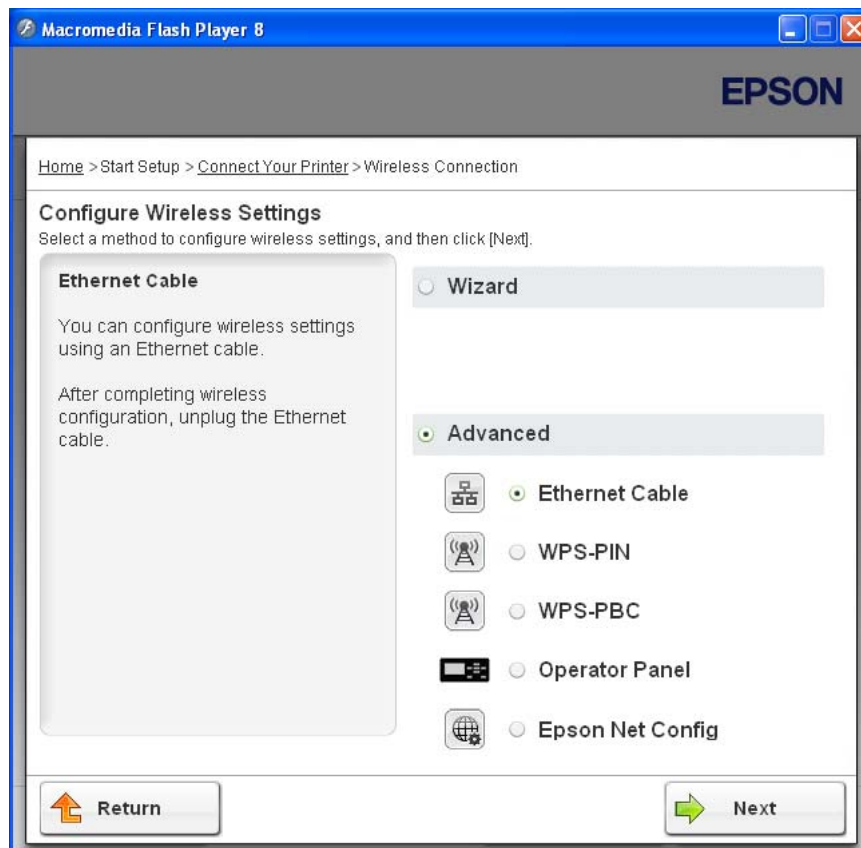 Macromedia Flash Player 8
EPSON
Home > Start Setup > Connect Your Printer > Wireless Connection
Configure Wireless Settings
Select a method to configure wireless settings, and then click [Next].
Ethernet Cable
You can configure wireless settings
using an Ethernet cable.
After completing wireless
configuration, unplug the Ethernet
cable.
Wizard
Advanced
Ethernet Cable
WPS-PIN
WPS-PBC
Operator Panel
Epson Net Config
Return
Next